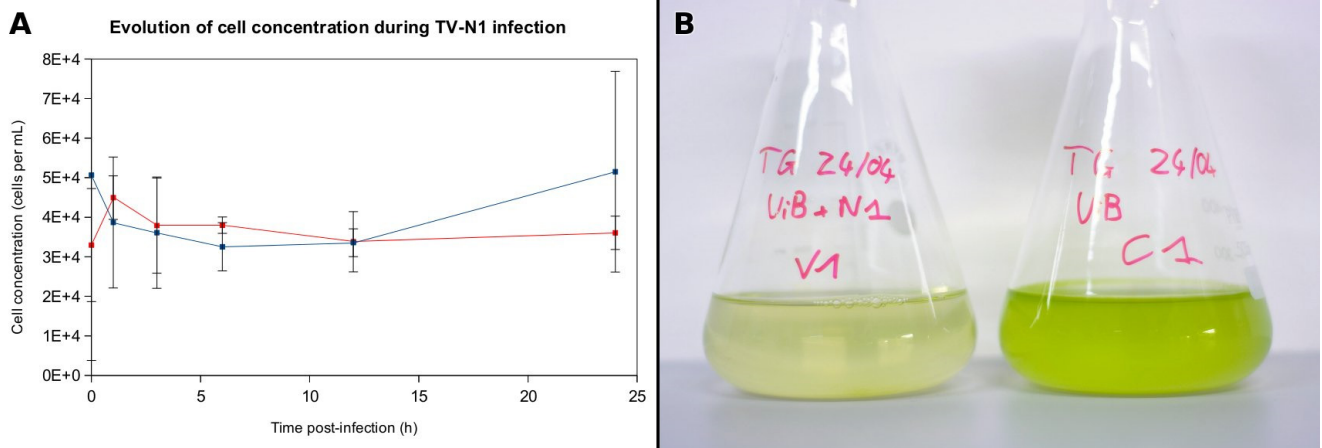 A
Evolution of cell concentration during TV-N1 infection
Cell concentration (cells per mL)
8E+4
7E+4
6E+4
5E+4
4E+4
3E+4
2E+4
1E+4
0E+0
0 5 10 15 20 25
Time post-infection (h)
B
TG 24/04
UiB + N1
V1
TG 24/04
UiB
C1